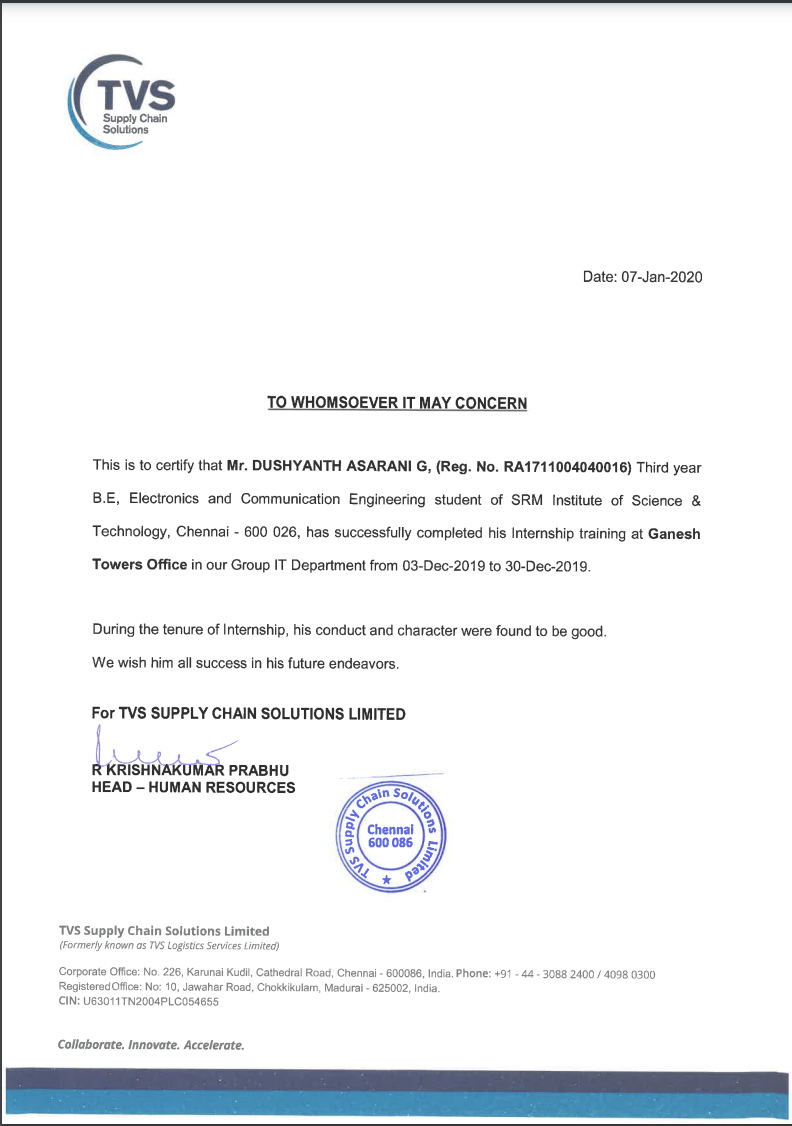 TVS
Supply Chain
Solutions
Date: 07-Jan-2020
TO WHOMSOEVER IT MAY CONCERN
This is to certify that Mr. DUSHYANTH ASARANI G, (Reg. No. RA1711004040016) Third year
B.E, Electronics and Communication Engineering student of SRM Institute of Science &
Technology, Chennai - 600 026, has successfully completed his Internship training at Ganesh
Towers Office in our Group IT Department from 03-Dec-2019 to 30-Dec-2019.
During the tenure of Internship, his conduct and character were found to be good.
We wish him all success in his future endeavors.
For TVS SUPPLY CHAIN SOLUTIONS LIMITED
R KRISHNAKUMAR PRABHU
HEAD – HUMAN RESOURCES
TVS Supply Chain Solutions Limited
Chennai
600 086
TVS Supply Chain Solutions Limited
(Formerly known as TVS Logistics Services Limited)
Corporate Office: No. 226, Karunai Kudil, Cathedral Road, Chennai - 600086, India. Phone: +91 - 44 - 3088 2400 / 4098 0300
Registered Office: No: 10, Jawahar Road, Chokkikulam, Madurai - 625002, India.
CIN: U63011TN2004PLC054655
Collaborate. Innovate. Accelerate.